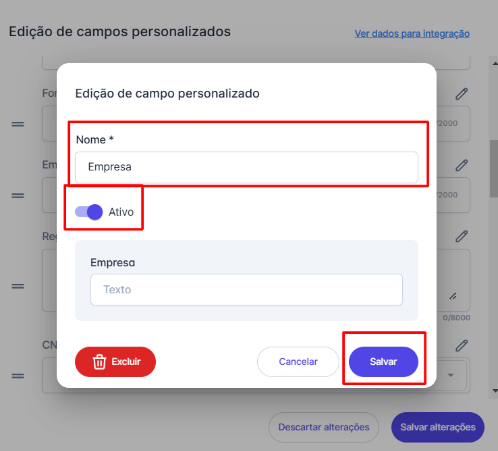 Edição de campos personalizados
Ver dados para integração
For
Edição de campo personalizado
/2000
Nome *
Empresa
Em
/2000
Ativo
Reg
Empresa
Texto
0/8000
CN
Excluir
Cancelar
Salvar
Descartar alterações
Salvar alterações